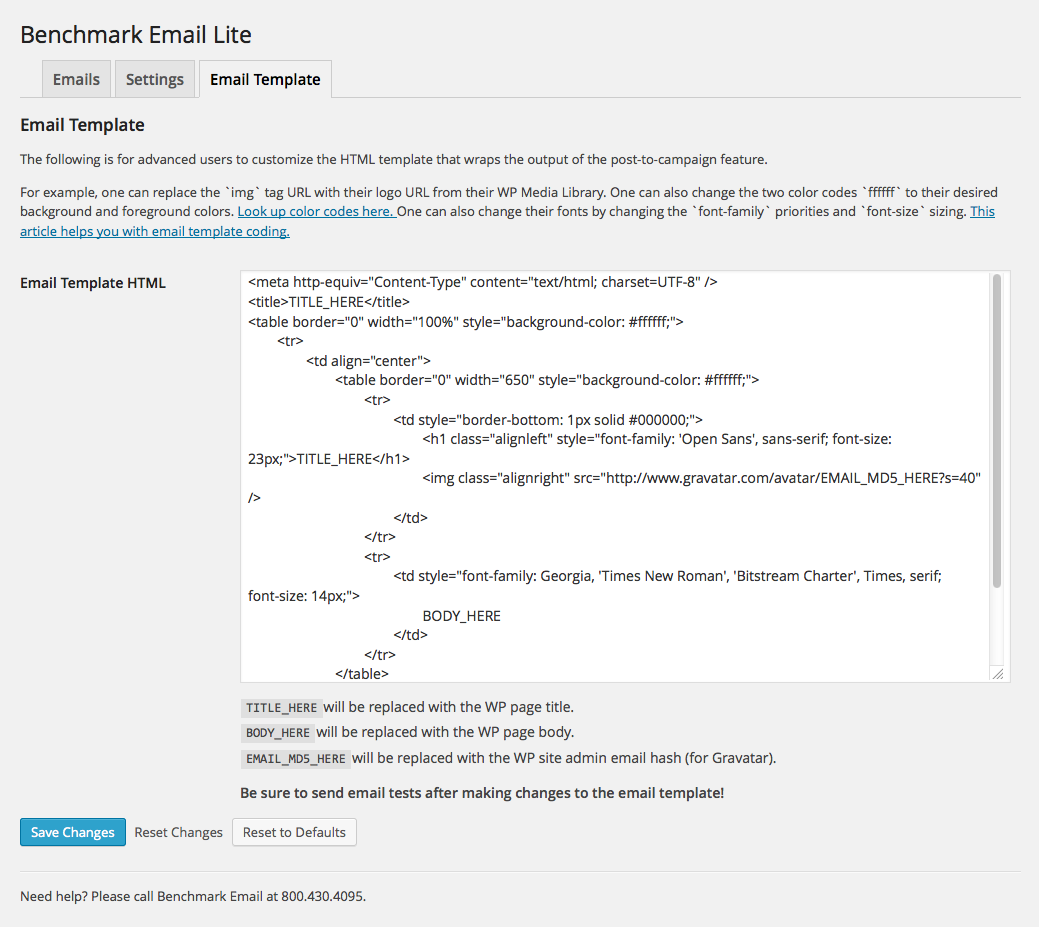 Benchmark Email Lite
Emails
Settings
Email Template
Email Template
The following is for advanced users to customize the HTML template that wraps the output of the post-to-campaign feature.
For example, one can replace the `img` tag URL with their logo URL from their WP Media Library. One can also change the two color codes `ffffff` to their desired
background and foreground colors. Look up color codes here. One can also change their fonts by changing the `font-family` priorities and `font-size` sizing. This
article helps you with email template coding.
Email Template HTML
<meta http-equiv="Content-Type" content="text/html; charset=UTF-8" />
<title>TITLE_HERE</title>
<table border="0" width="100%" style="background-color: #ffffff;">
<tr>
<td align="center">
<table border="0" width="650" style="background-color: #ffffff;">
<tr>
<td style="border-bottom: 1px solid #000000;">
<h1 class="alignleft" style="font-family: 'Open Sans', sans-serif; font-size:
23px;">TITLE_HERE</h1>
<img class="alignright" src="http://www.gravatar.com/avatar/EMAIL_MD5_HERE?s=40"
/>
</td>
</tr>
<tr>
<td style="font-family: Georgia, 'Times New Roman', 'Bitstream Charter', Times, serif;
font-size: 14px;">
BODY_HERE
</td>
</tr>
</table>
TITLE_HERE will be replaced with the WP page title.
BODY_HERE will be replaced with the WP page body.
EMAIL_MD5_HERE will be replaced with the WP site admin email hash (for Gravatar).
Be sure to send email tests after making changes to the email template!
Save Changes
Reset Changes
Reset to Defaults
Need help? Please call Benchmark Email at 800.430.4095.